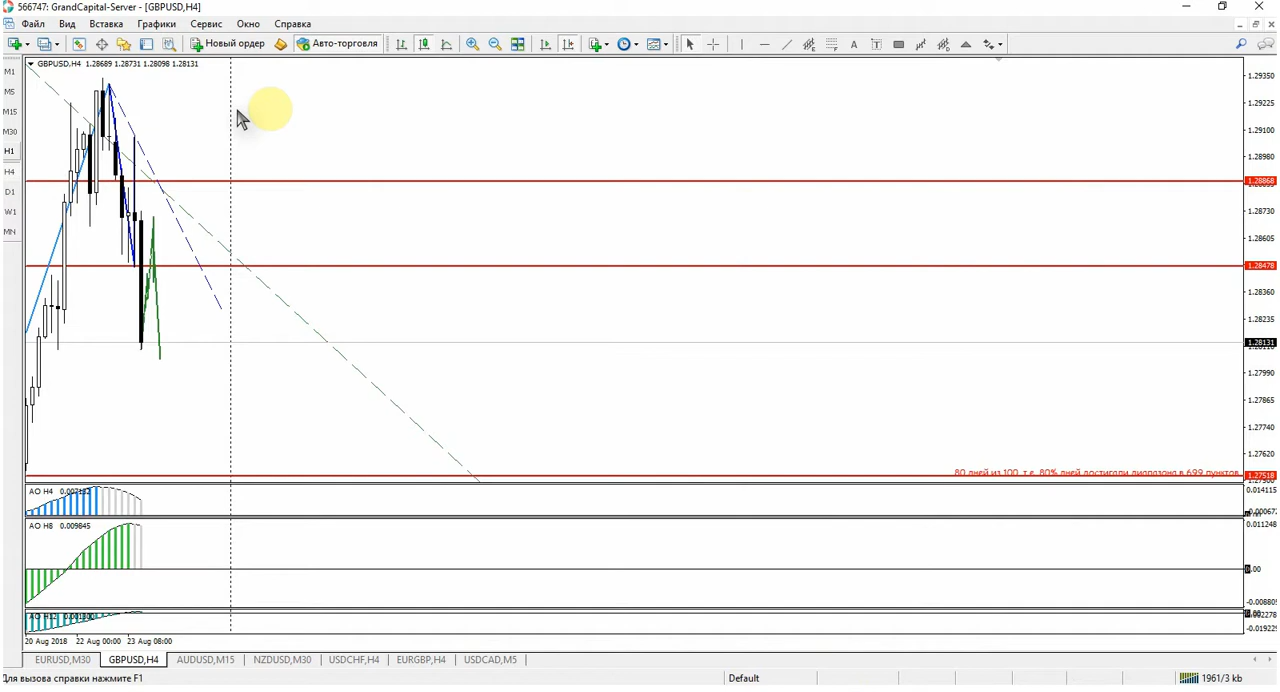 566747: GrandCapital-Server - [GBPUSD,H4]
Файл Вид Вставка Графики Сервис Окно Справка
Новый ордер Авто-торговля A T
M1
M5
M15
M30
H1
H4
D1
W1
MN
GBPUSD,H4 1.28689 1.28731 1.28098 1.28131
1.29350
1.29225
1.29100
1.28980
1.28868
1.28730
1.28605
1.28478
1.28360
1.28235
1.28131
1.27990
1.27865
1.27740
1.27620
80 дней из 100, т.е. 80% дней достигали диапазона в 699 пунктов
1.27518
AO H4 0.007182
0.014115
AO H8 0.009845
0.011248
0.00
-0.008805
20 Aug 2018 22 Aug 00:00 23 Aug 08:00
EURUSD,M30 GBPUSD,H4 AUDUSD,M15 NZDUSD,M30 USDCHF,H4 EURGBP,H4 USDCAD,M5
Для вызова справки нажмите F1 Default 1961/3 kb